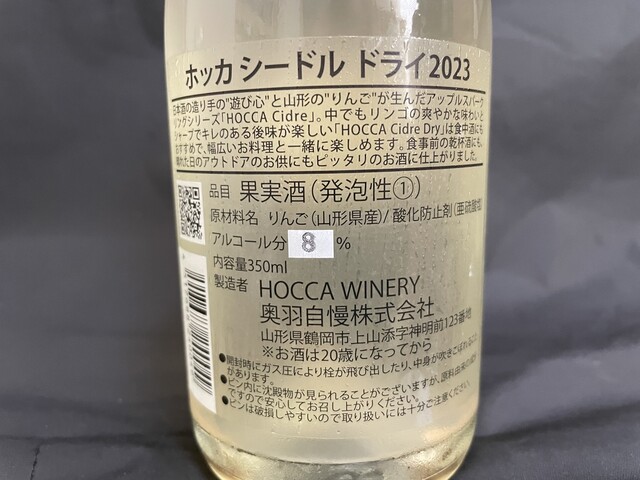 ホッカ シードル ドライ2023
日本酒の造り手の"遊び心"と山形の"りんご"が生んだアップルスパーク
リングシリーズ「HOCCA Cidre」。中でもリンゴの爽やかな味わいと
シャープでキレのある後味が楽しい「HOCCA Cidre Dry」は食中酒にも
おすすめで、幅広いお料理と一緒に楽しめます。食事前の乾杯酒にも、
晴れた日のアウトドアのお供にもピッタリのお酒に仕上がりました。
品目 果実酒(発泡性①)
原材料名 りんご(山形県産)/酸化防止剤(亜硫酸塩
アルコール分 8 %
内容量350ml
製造者 HOCCA WINERY
奥羽自慢株式会社
山形県鶴岡市上山添字神明前123番地
※お酒は20歳になってから
●開封時にガス圧により栓が飛び出したり、中身が吹きこぼれること
があります。
●ビン内に沈殿物が見られることがございますが、原料由来の成分
ですので安心してお召し上がりください。
●ビンは破損しやすいので取り扱いには十分ご注意ください。